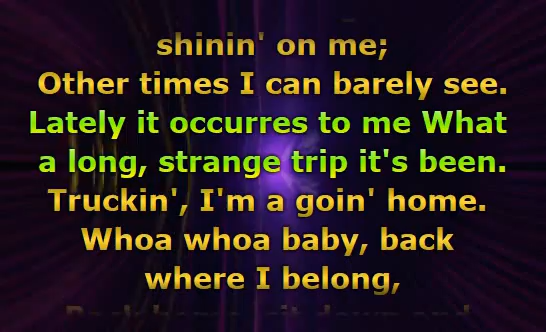 shinin' on me;
Other times I can barely see.
Lately it occurres to me What
a long, strange trip it's been.
Truckin', I'm a goin' home.
Whoa whoa baby, back
where I belong,